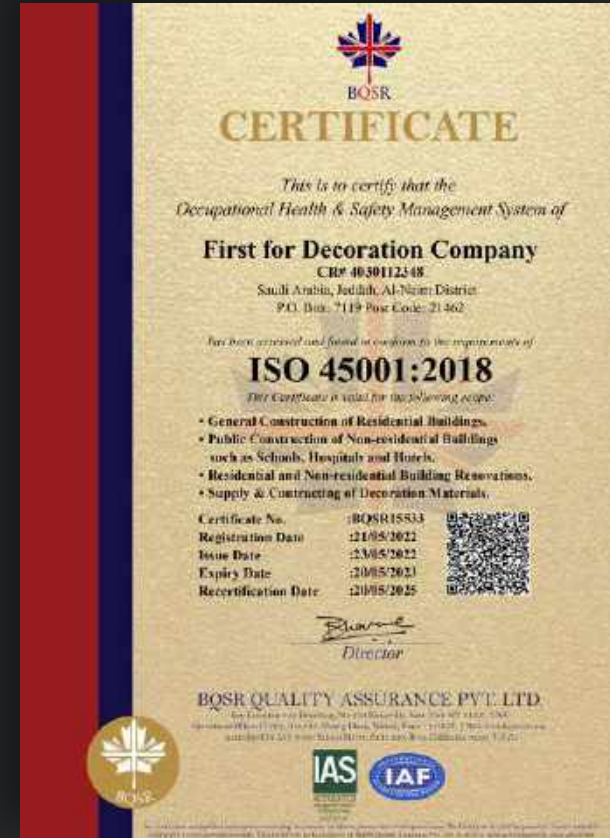 BQSR
CERTIFICATE
This is to certify that the
Occupational Health & Safety Management System of
First for Decoration Company
CR# 4030112348
Saudi Arabia, Jeddah, Al-Naim District
P.O. Box: 7119 Post Code: 21462
has been assessed and found to conform to the requirements of
ISO 45001:2018
This Certificate is valid for the following scope:
• General Construction of Residential Buildings.
• Public Construction of Non-residential Buildings
such as Schools, Hospitals and Hotels.
• Residential and Non-residential Building Renovations.
• Supply & Contracting of Decoration Materials.
Certificate No. :BQSR15533
Registration Date :21/05/2022
Issue Date :23/05/2022
Expiry Date :20/05/2023
Recertification Date :20/05/2025
Director
BQSR QUALITY ASSURANCE PVT. LTD.
IAS
IAF
BQSR